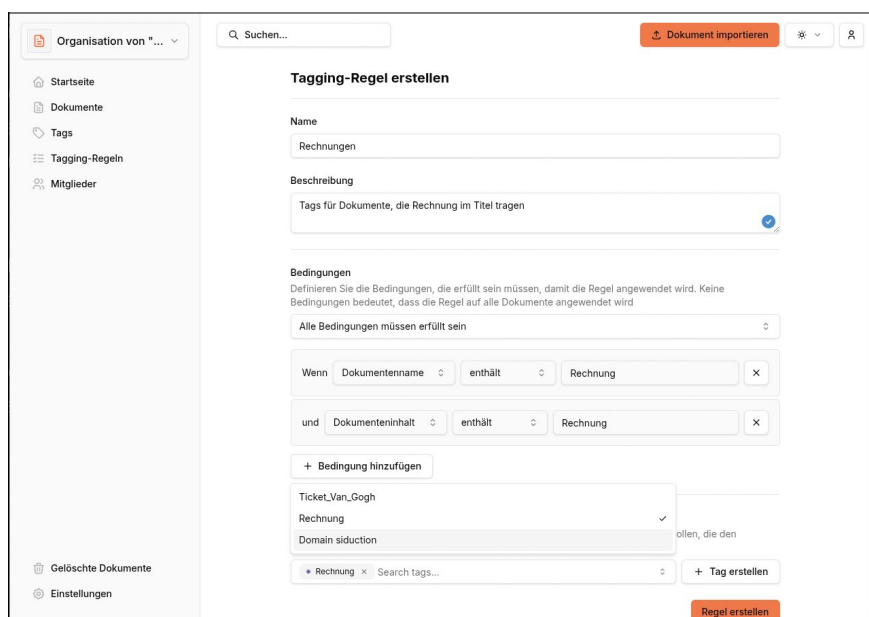 Organisation von "...
Suchen...
Dokument importieren
Startseite
Dokumente
Tags
Tagging-Regeln
Mitglieder
Gelöschte Dokumente
Einstellungen
Tagging-Regel erstellen
Name
Rechnungen
Beschreibung
Tags für Dokumente, die Rechnung im Titel tragen
Bedingungen
Definieren Sie die Bedingungen, die erfüllt sein müssen, damit die Regel angewendet wird. Keine
Bedingungen bedeutet, dass die Regel auf alle Dokumente angewendet wird
Alle Bedingungen müssen erfüllt sein
Wenn Dokumentenname enthält Rechnung
und Dokumenteninhalt enthält Rechnung
+ Bedingung hinzufügen
Ticket_Van_Gogh
Rechnung
Domain siduction
ollen, die den
Rechnung × Search tags...
+ Tag erstellen
Regel erstellen